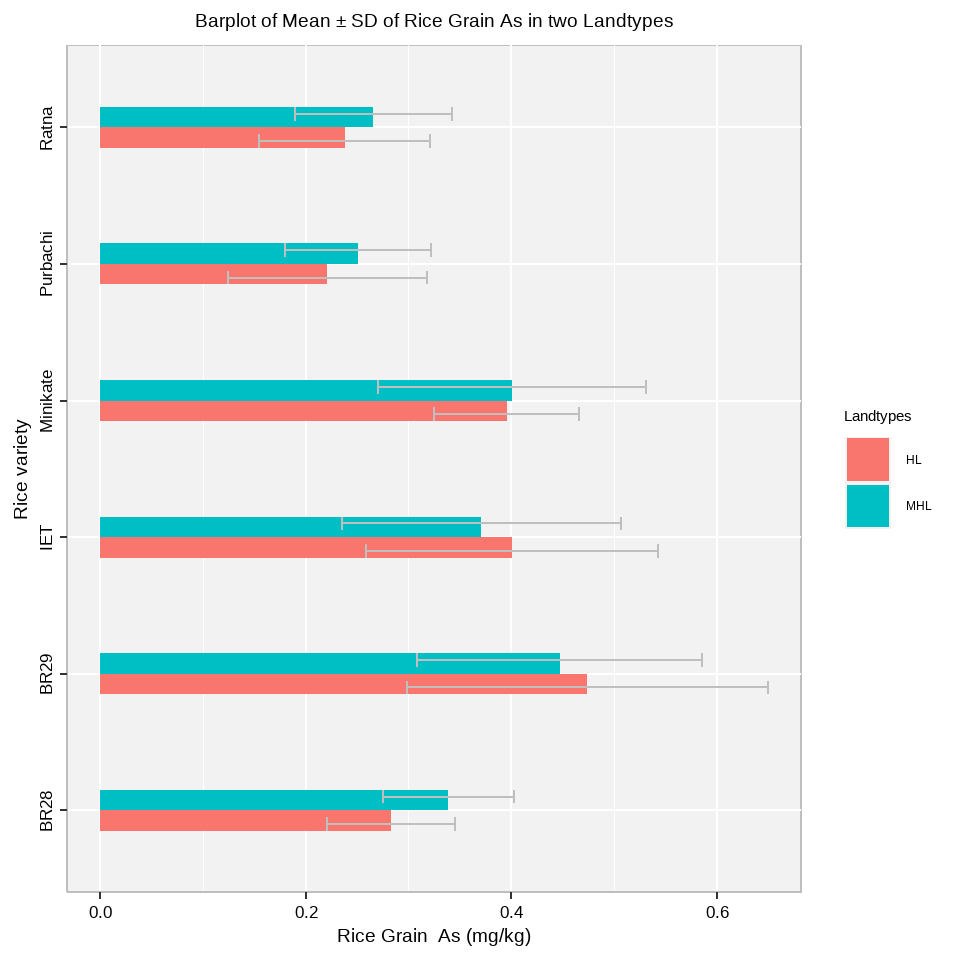 Barplot of Mean ± SD of Rice Grain As in two Landtypes
Rice variety
Ratna
Purbachi
Minikate
IET
BR29
BR28
0.0 0.2 0.4 0.6
Rice Grain  As (mg/kg)
Landtypes
HL
MHL